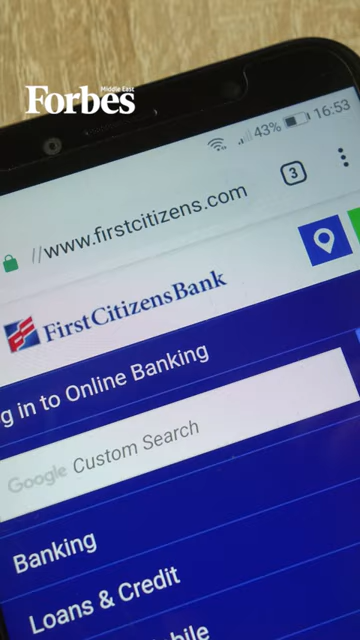 Forbes
Middle East
43% 16:53
//www.firstcitizens.com
3
First Citizens Bank
g in to Online Banking
Google Custom Search
Banking
Loans & Credit
bile